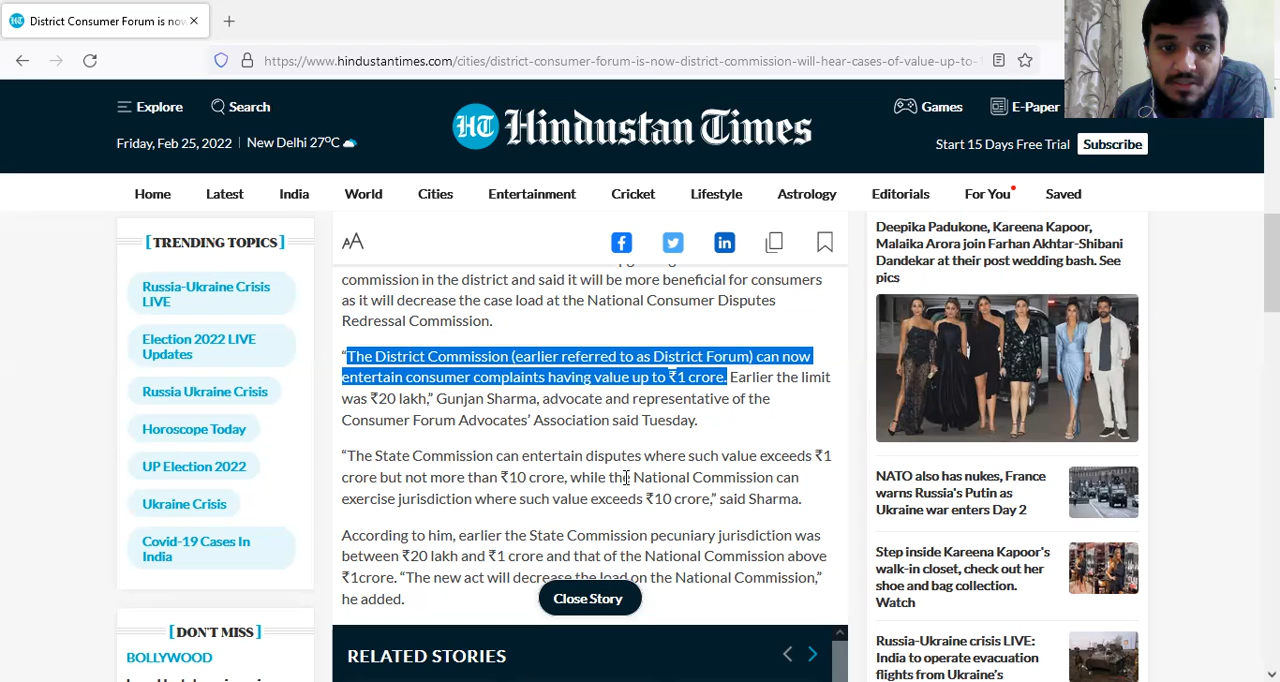 District Consumer Forum is now
https://www.hindustantimes.com/cities/district-consumer-forum-is-now-district-commission-will-hear-cases-of-value-up-to-1
Explore
Search
Hindustan Times
HT
Games
E-Paper
Friday, Feb 25, 2022
New Delhi 27°C
Start 15 Days Free Trial
Subscribe
Home
Latest
India
World
Cities
Entertainment
Cricket
Lifestyle
Astrology
Editorials
For You
Saved
[ TRENDING TOPICS ]
Russia-Ukraine Crisis
LIVE
Election 2022 LIVE
Updates
Russia Ukraine Crisis
Horoscope Today
UP Election 2022
Ukraine Crisis
Covid-19 Cases In
India
[ DON'T MISS ]
BOLLYWOOD
AA
commission in the district and said it will be more beneficial for consumers
as it will decrease the case load at the National Consumer Disputes
Redressal Commission.
“The District Commission (earlier referred to as District Forum) can now
entertain consumer complaints having value up to ₹1 crore. Earlier the limit
was ₹20 lakh,” Gunjan Sharma, advocate and representative of the
Consumer Forum Advocates’ Association said Tuesday.
“The State Commission can entertain disputes where such value exceeds ₹1
crore but not more than ₹10 crore, while the National Commission can
exercise jurisdiction where such value exceeds ₹10 crore,” said Sharma.
According to him, earlier the State Commission pecuniary jurisdiction was
between ₹20 lakh and ₹1 crore and that of the National Commission above
₹1crore. “The new act will decrease the load on the National Commission,”
he added.
Close Story
RELATED STORIES
Deepika Padukone, Kareena Kapoor,
Malaika Arora join Farhan Akhtar-Shibani
Dandekar at their post wedding bash. See
pics
NATO also has nukes, France
warns Russia's Putin as
Ukraine war enters Day 2
Step inside Kareena Kapoor's
walk-in closet, check out her
shoe and bag collection.
Watch
Russia-Ukraine crisis LIVE:
India to operate evacuation
flights from Ukraine's